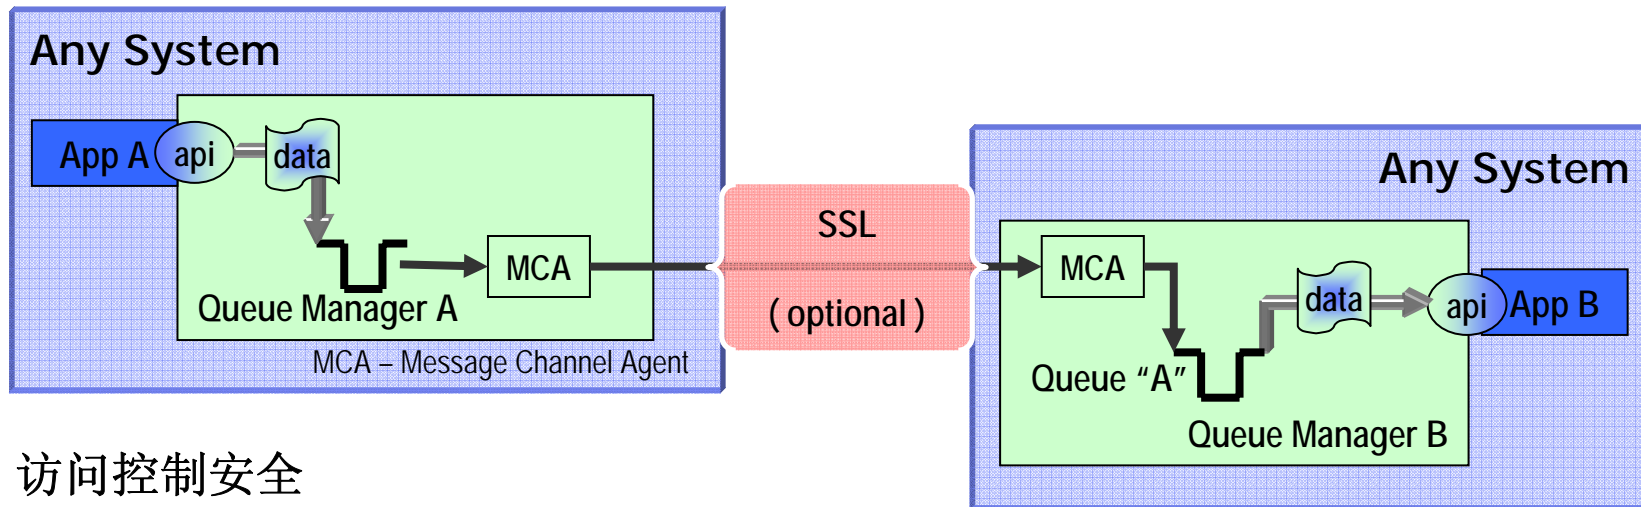 Any System
App A
api
data
MCA
Queue Manager A
MCA – Message Channel Agent
SSL
( optional )
Any System
MCA
data
api
App B
Queue “A”
Queue Manager B
访问控制安全